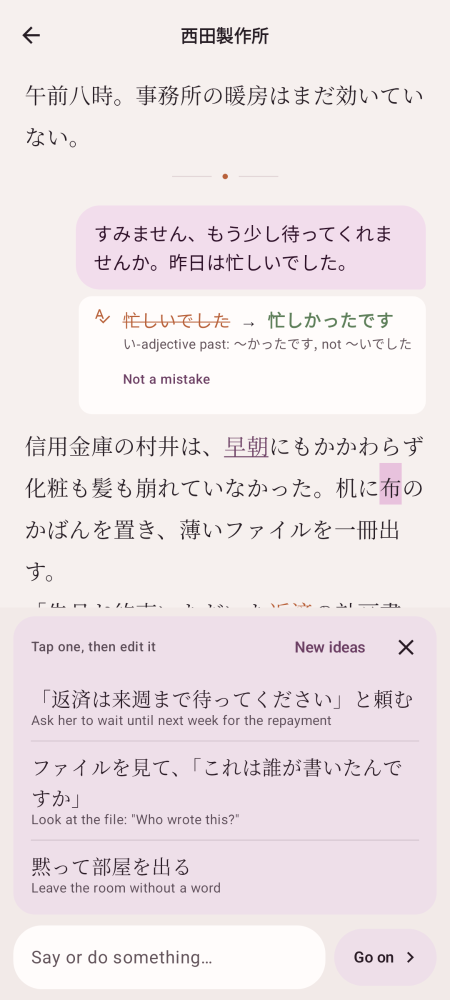 西田製作所
午前八時。事務所の暖房はまだ効いてい
ない。
すみません、もう少し待ってくれま
せんか。昨日は忙しいでした。
忙しいでした → 忙しかったです
い-adjective past: 〜かったです, not 〜いでした
Not a mistake
信用金庫の村井は、早朝にもかかわらず
化粧も髪も崩れていなかった。机に布の
かばんを置き、薄いファイルを一冊出
す。
Tap one, then edit it
New ideas
「返済は来週まで待ってください」と頼む
Ask her to wait until next week for the repayment
ファイルを見て、「これは誰が書いたんで
すか」
Look at the file: "Who wrote this?"
黙って部屋を出る
Leave the room without a word
Say or do something…
Go on